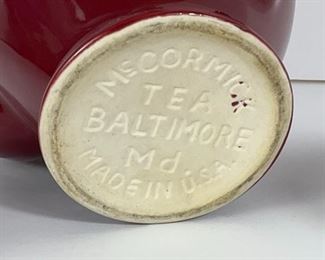 McCORMICK
TEA
BALTIMORE
Md
MADE IN U.S.A.